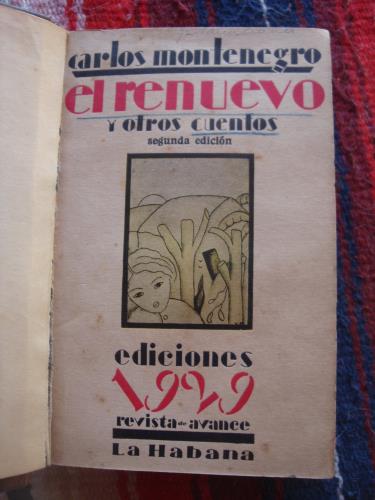 carlos montenegro
el renuevo
y otros cuentos
segunda edición
ediciones
1929
revista de avance
La Habana